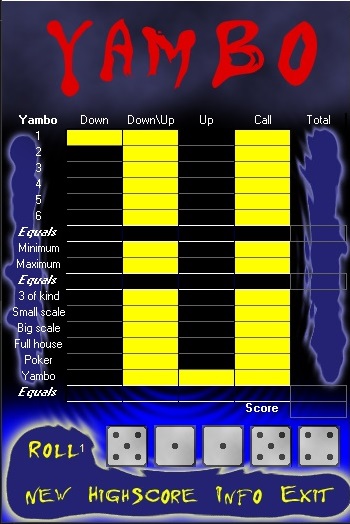 YAMBO
Yambo Down Down\Up Up Call Total
1
2
3
4
5
6
Equals
Minimum
Maximum
Equals
3 of kind
Small scale
Big scale
Full house
Poker
Yambo
Equals
Score
ROLL 1
NEW HIGHSCORE INFO EXIT